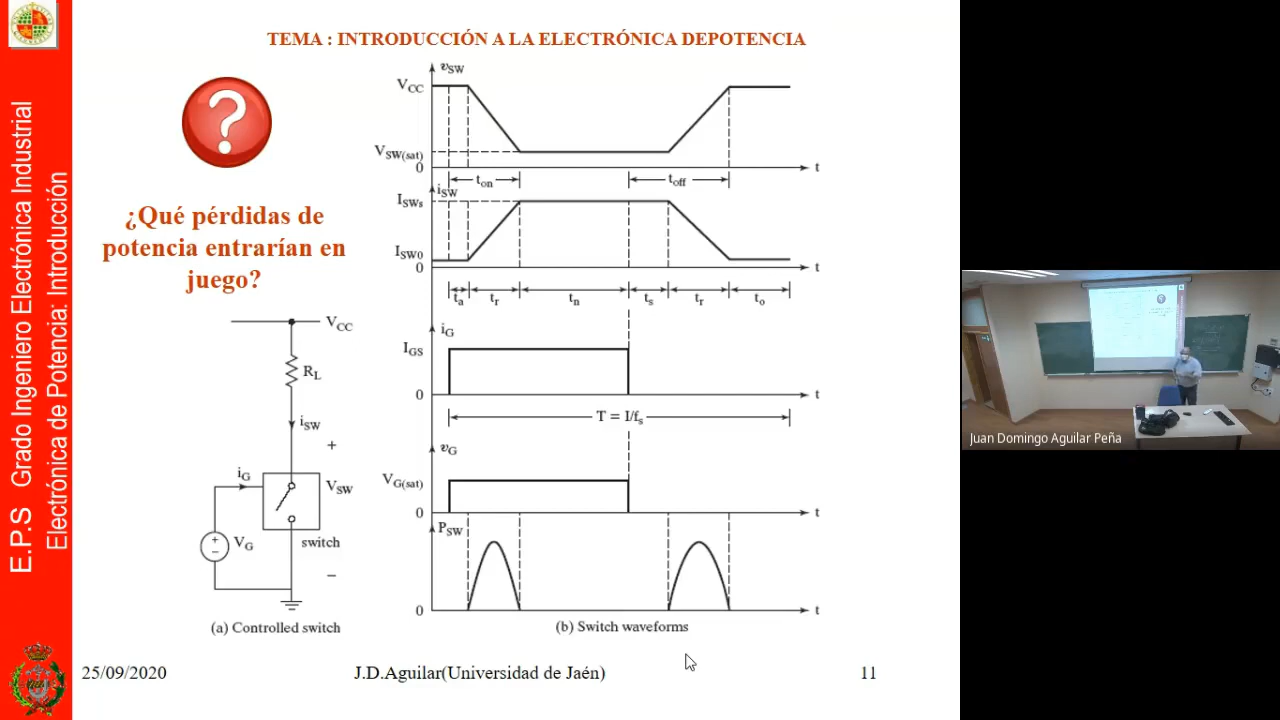 TEMA : INTRODUCCIÓN A LA ELECTRÓNICA DEPOTENCIA
E.P.S Grado Ingeniero Electrónica Industrial
Electrónica de Potencia: Introducción
¿Qué pérdidas de
potencia entrarían en
juego?
VCC
RL
iSW
+
iG
VSW
+
−
VG
switch
−
(a) Controlled switch
vSW
VCC
VSW(sat)
0
t
ton
toff
iSW
ISWs
ISW0
0
t
ta
tr
tn
ts
tr
to
iG
IGS
0
t
T = I/fs
vG
VG(sat)
0
t
PSW
0
t
(b) Switch waveforms
25/09/2020
J.D.Aguilar(Universidad de Jaén)
11
Juan Domingo Aguilar Peña